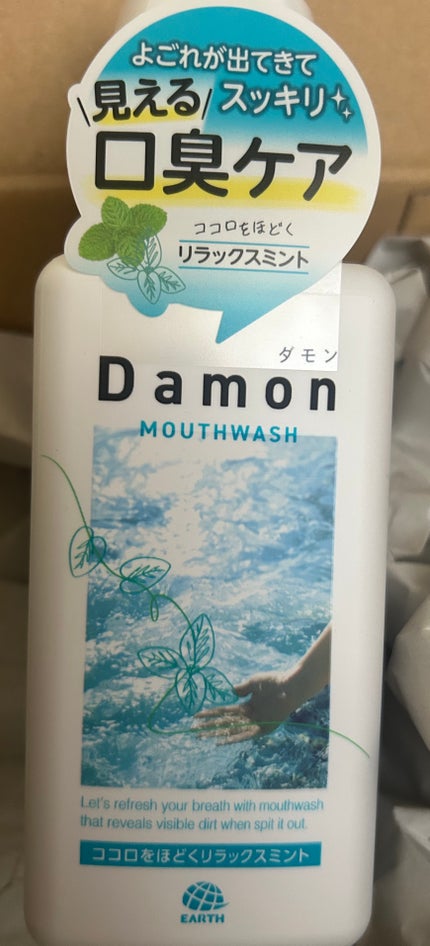 よごれが出てきて
見える スッキリ
口臭ケア
ココロをほどく
リラックスミント
ダモン
Damon
MOUTHWASH
Let's refresh your breath with mouthwash
that reveals visible dirt when spit it out.
ココロをほどくリラックスミント
EARTH